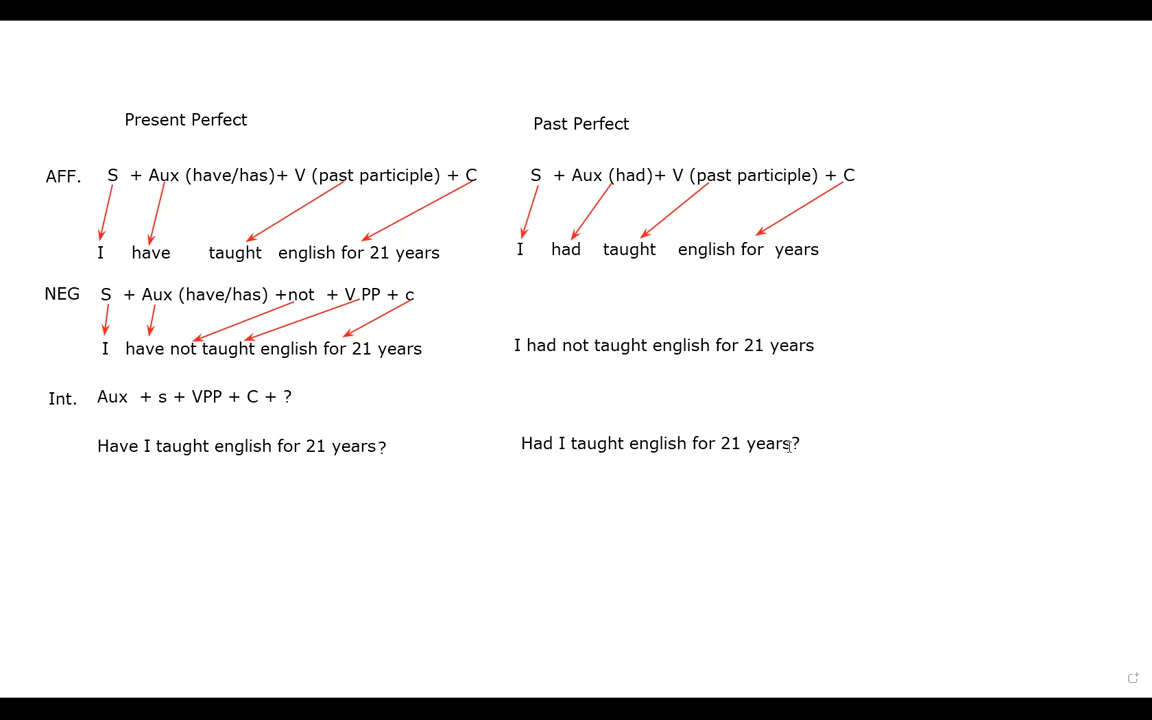 Present Perfect
Past Perfect
AFF. S + Aux (have/has)+ V (past participle) + C
S + Aux (had)+ V (past participle) + C
I have taught english for 21 years
I had taught english for years
NEG S + Aux (have/has) +not + V PP + c
I have not taught english for 21 years
I had not taught english for 21 years
Int. Aux + s + VPP + C + ?
Have I taught english for 21 years?
Had I taught english for 21 years?